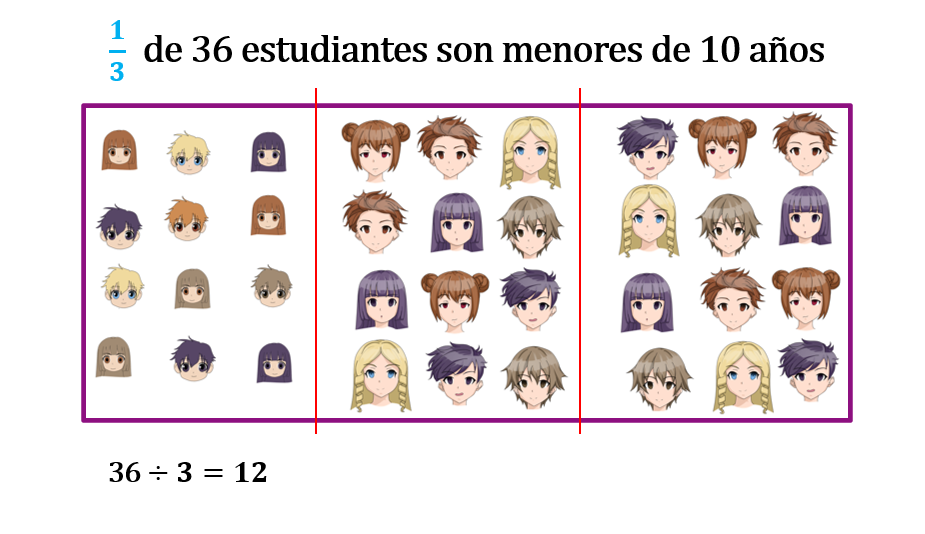 1/3 de 36 estudiantes son menores de 10 años
36 ÷ 3 = 12